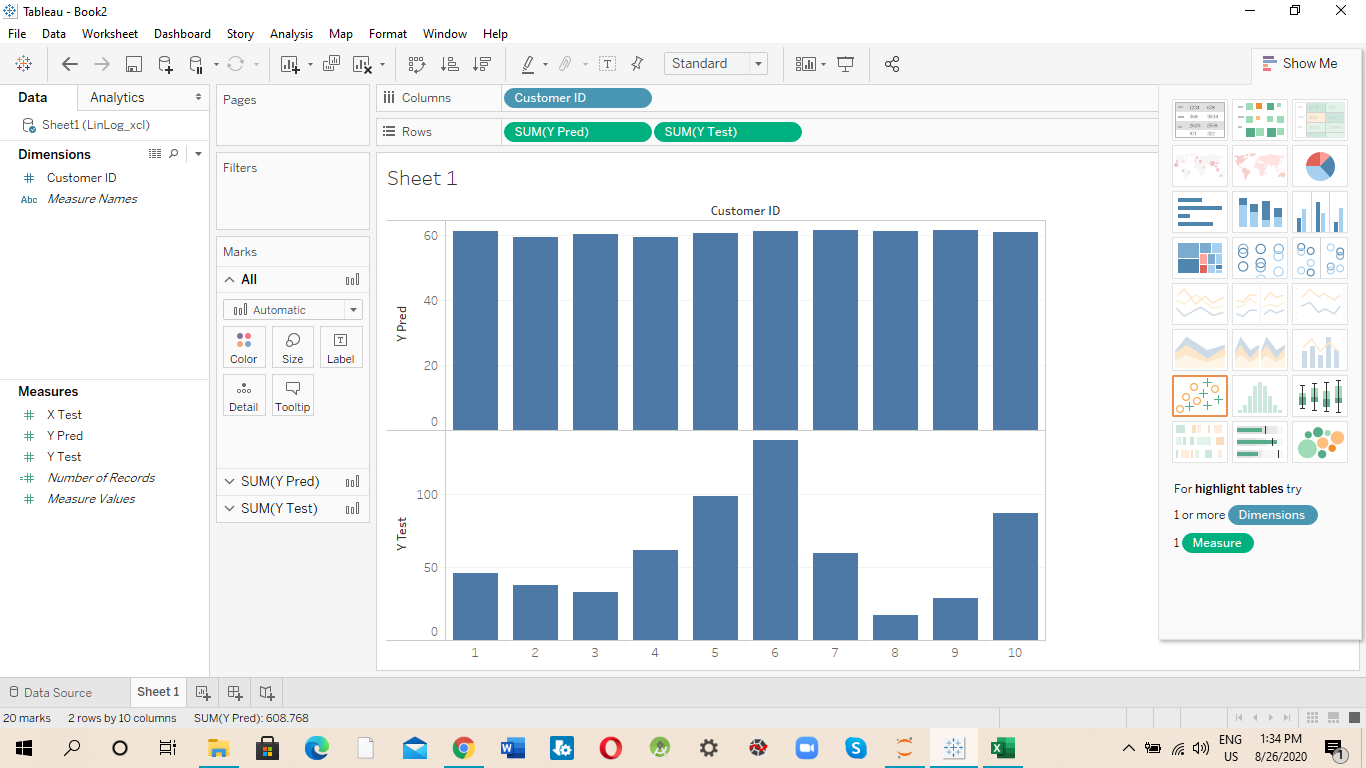 Tableau - Book2
File Data Worksheet Dashboard Story Analysis Map Format Window Help
Standard
Show Me
Data Analytics
Sheet1 (LinLog_xcl)
Dimensions
Customer ID
Abc Measure Names
Measures
X Test
Y Pred
Y Test
Number of Records
Measure Values
Pages
Filters
Marks
All
Automatic
Color Size Label
Detail Tooltip
SUM(Y Pred)
SUM(Y Test)
Columns Customer ID
Rows SUM(Y Pred) SUM(Y Test)
Sheet 1
Customer ID
Y Pred
60
40
20
0
Y Test
100
50
0
1 2 3 4 5 6 7 8 9 10
For highlight tables try
1 or more Dimensions
1 Measure
Data Source Sheet 1
20 marks 2 rows by 10 columns SUM(Y Pred): 608.768
ENG
US
1:34 PM
8/26/2020
1